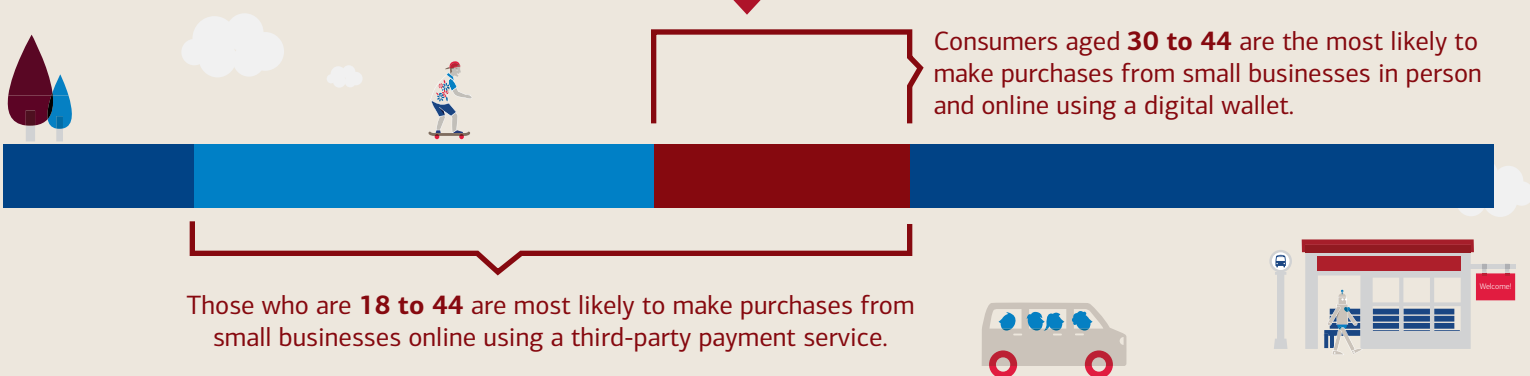 Consumers aged 30 to 44 are the most likely to
make purchases from small businesses in person
and online using a digital wallet.
Those who are 18 to 44 are most likely to make purchases from
small businesses online using a third-party payment service.
Welcome!